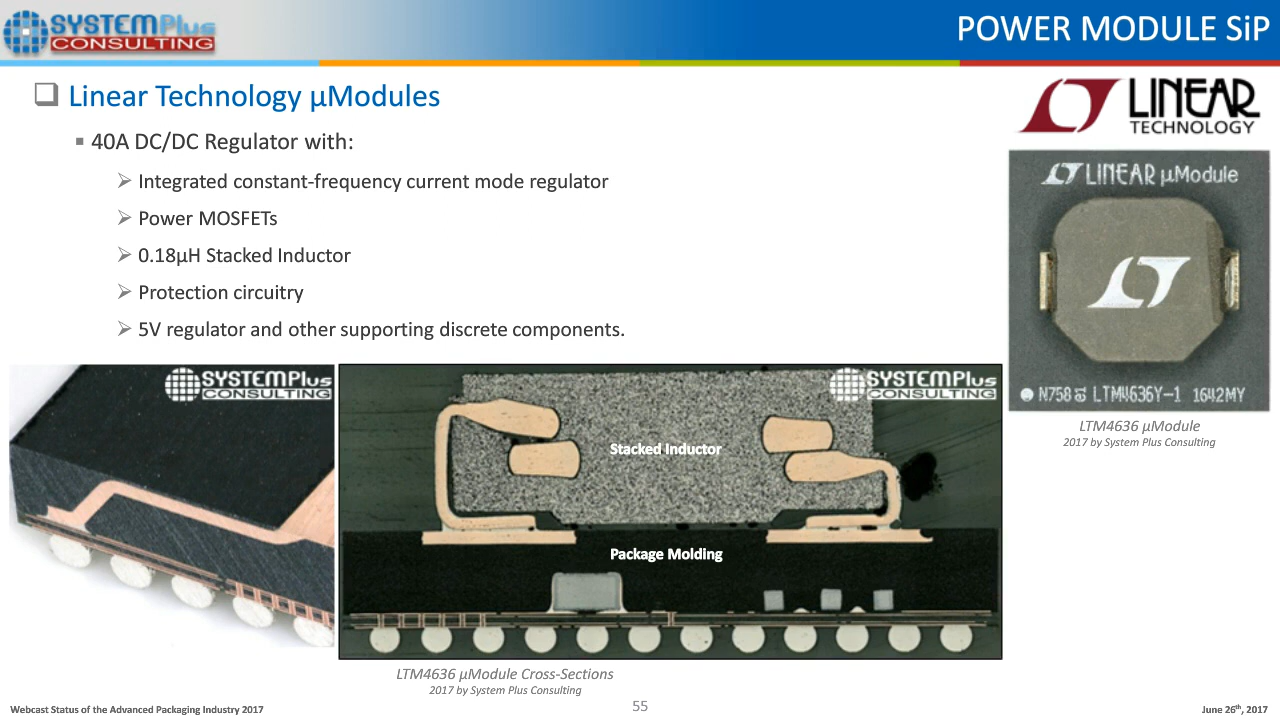 SYSTEMPlus
CONSULTING
POWER MODULE SiP
Linear Technology µModules
LINEAR
TECHNOLOGY
40A DC/DC Regulator with:
Integrated constant-frequency current mode regulator
Power MOSFETs
0.18µH Stacked Inductor
Protection circuitry
5V regulator and other supporting discrete components.
LINEAR µModule
N758 e1 LTM4636Y-1 1642MY
LTM4636 µModule
2017 by System Plus Consulting
SYSTEMPlus
CONSULTING
SYSTEMPlus
CONSULTING
Stacked Inductor
Package Molding
LTM4636 µModule Cross-Sections
2017 by System Plus Consulting
Webcast Status of the Advanced Packaging Industry 2017
55
June 26th, 2017